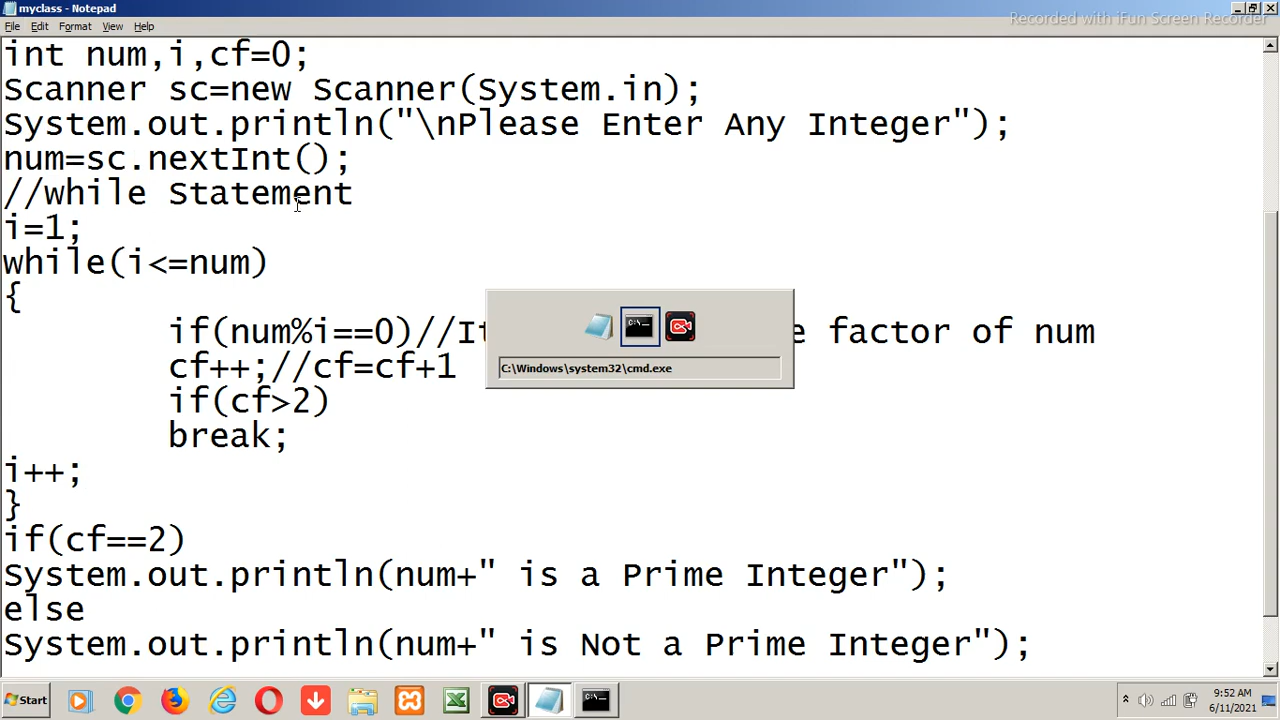 myclass - Notepad
File Edit Format View Help
Recorded with iFun Screen Recorder
int num,i,cf=0;
Scanner sc=new Scanner(System.in);
System.out.println("\nPlease Enter Any Integer");
num=sc.nextInt();
//while Statement
i=1;
while(i<=num)
{
if(num%i==0)//It e factor of num
cf++;//cf=cf+1
if(cf>2)
break;
i++;
}
if(cf==2)
System.out.println(num+" is a Prime Integer");
else
System.out.println(num+" is Not a Prime Integer");
C:\Windows\system32\cmd.exe
Start
9:52 AM
6/11/2021